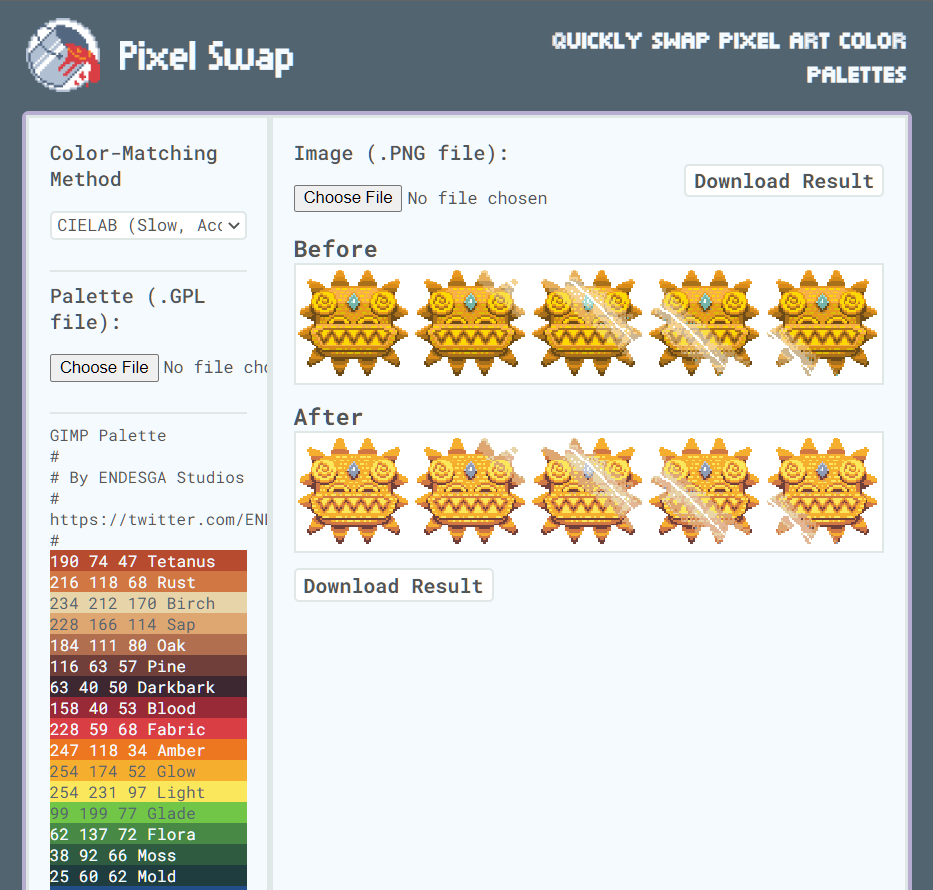 Pixel Swap
QUICKLY SWAP PIXEL ART COLOR
PALETTES
Color-Matching
Method
CIELAB (Slow, Acc
Palette (.GPL
file):
Choose File No file cho
GIMP Palette
#
# By ENDESGA Studios
#
https://twitter.com/EN
#
190 74 47 Tetanus
216 118 68 Rust
234 212 170 Birch
228 166 114 Sap
184 111 80 Oak
116 63 57 Pine
63 40 50 Darkbark
158 40 53 Blood
228 59 68 Fabric
247 118 34 Amber
254 174 52 Glow
254 231 97 Light
99 199 77 Glade
62 137 72 Flora
38 92 66 Moss
25 60 62 Mold
Image (.PNG file):
Choose File No file chosen
Download Result
Before
After
Download Result